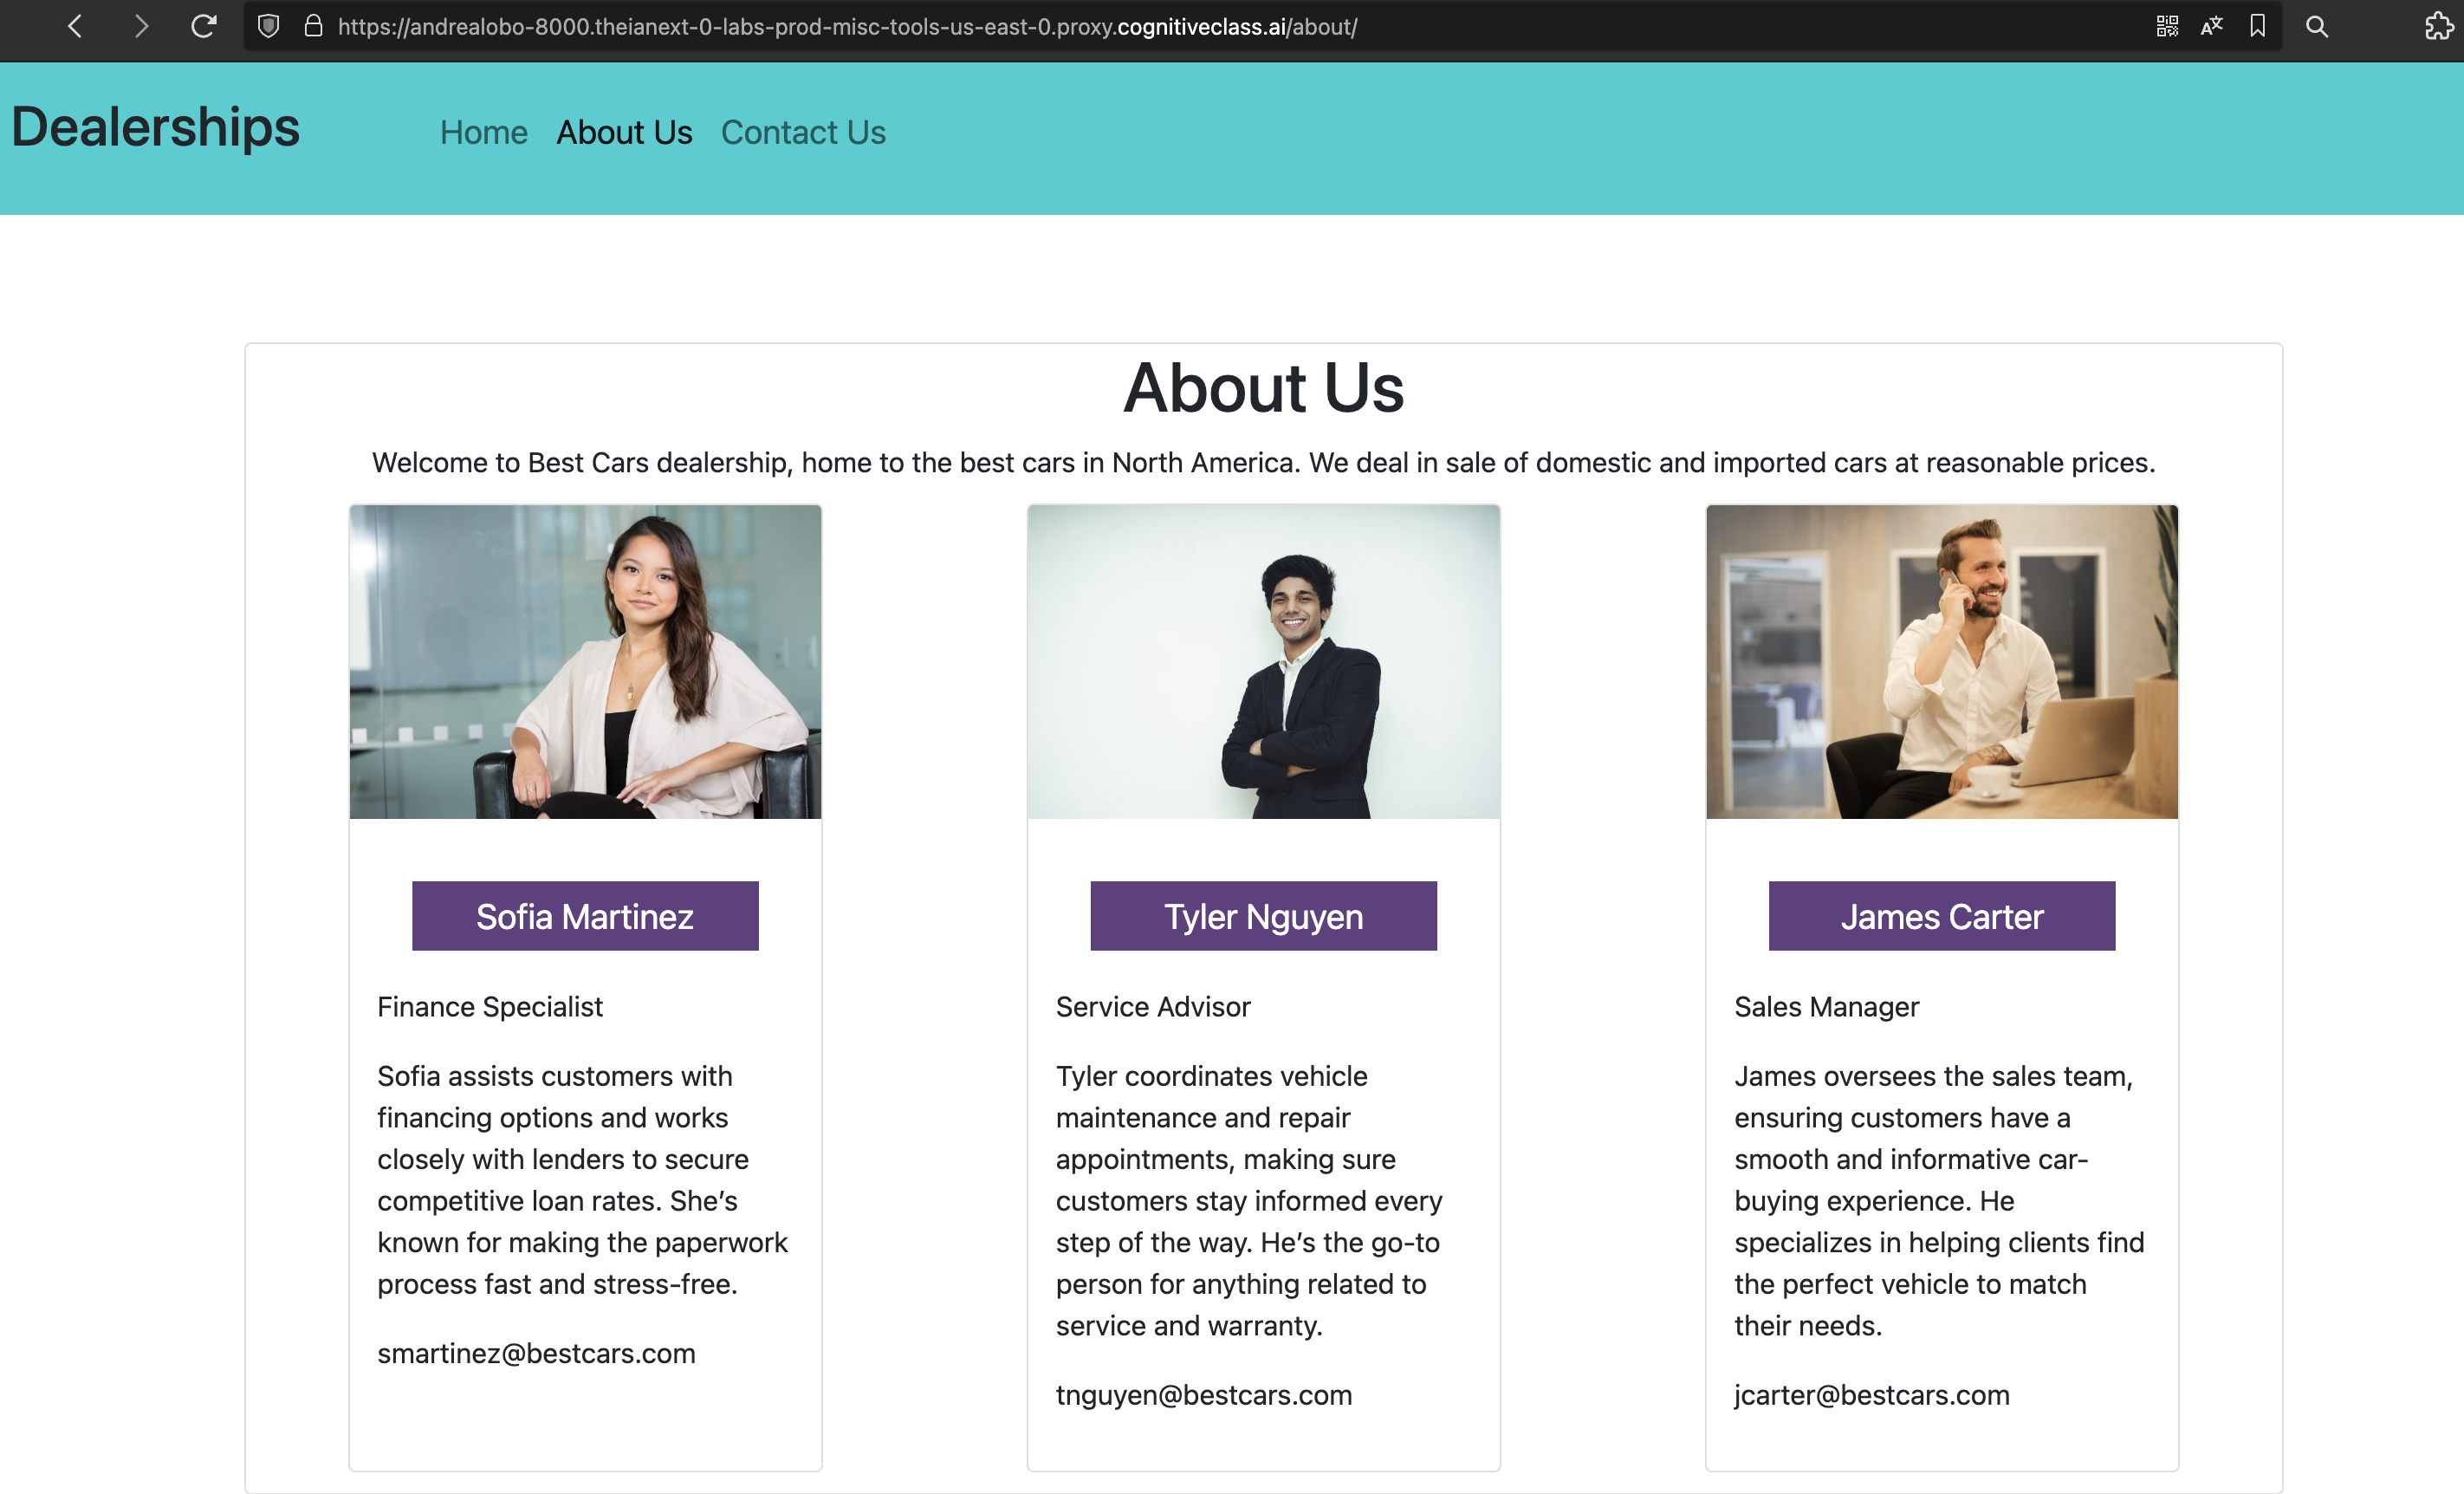 https://andrealobo-8000.theianext-0-labs-prod-misc-tools-us-east-0.proxy.cognitiveclass.ai/about/
Dealerships
Home About Us Contact Us
About Us
Welcome to Best Cars dealership, home to the best cars in North America. We deal in sale of domestic and imported cars at reasonable prices.
Sofia Martinez
Finance Specialist
Sofia assists customers with
financing options and works
closely with lenders to secure
competitive loan rates. She’s
known for making the paperwork
process fast and stress-free.
smartinez@bestcars.com
Tyler Nguyen
Service Advisor
Tyler coordinates vehicle
maintenance and repair
appointments, making sure
customers stay informed every
step of the way. He’s the go-to
person for anything related to
service and warranty.
tnguyen@bestcars.com
James Carter
Sales Manager
James oversees the sales team,
ensuring customers have a
smooth and informative car-
buying experience. He
specializes in helping clients find
the perfect vehicle to match
their needs.
jcarter@bestcars.com